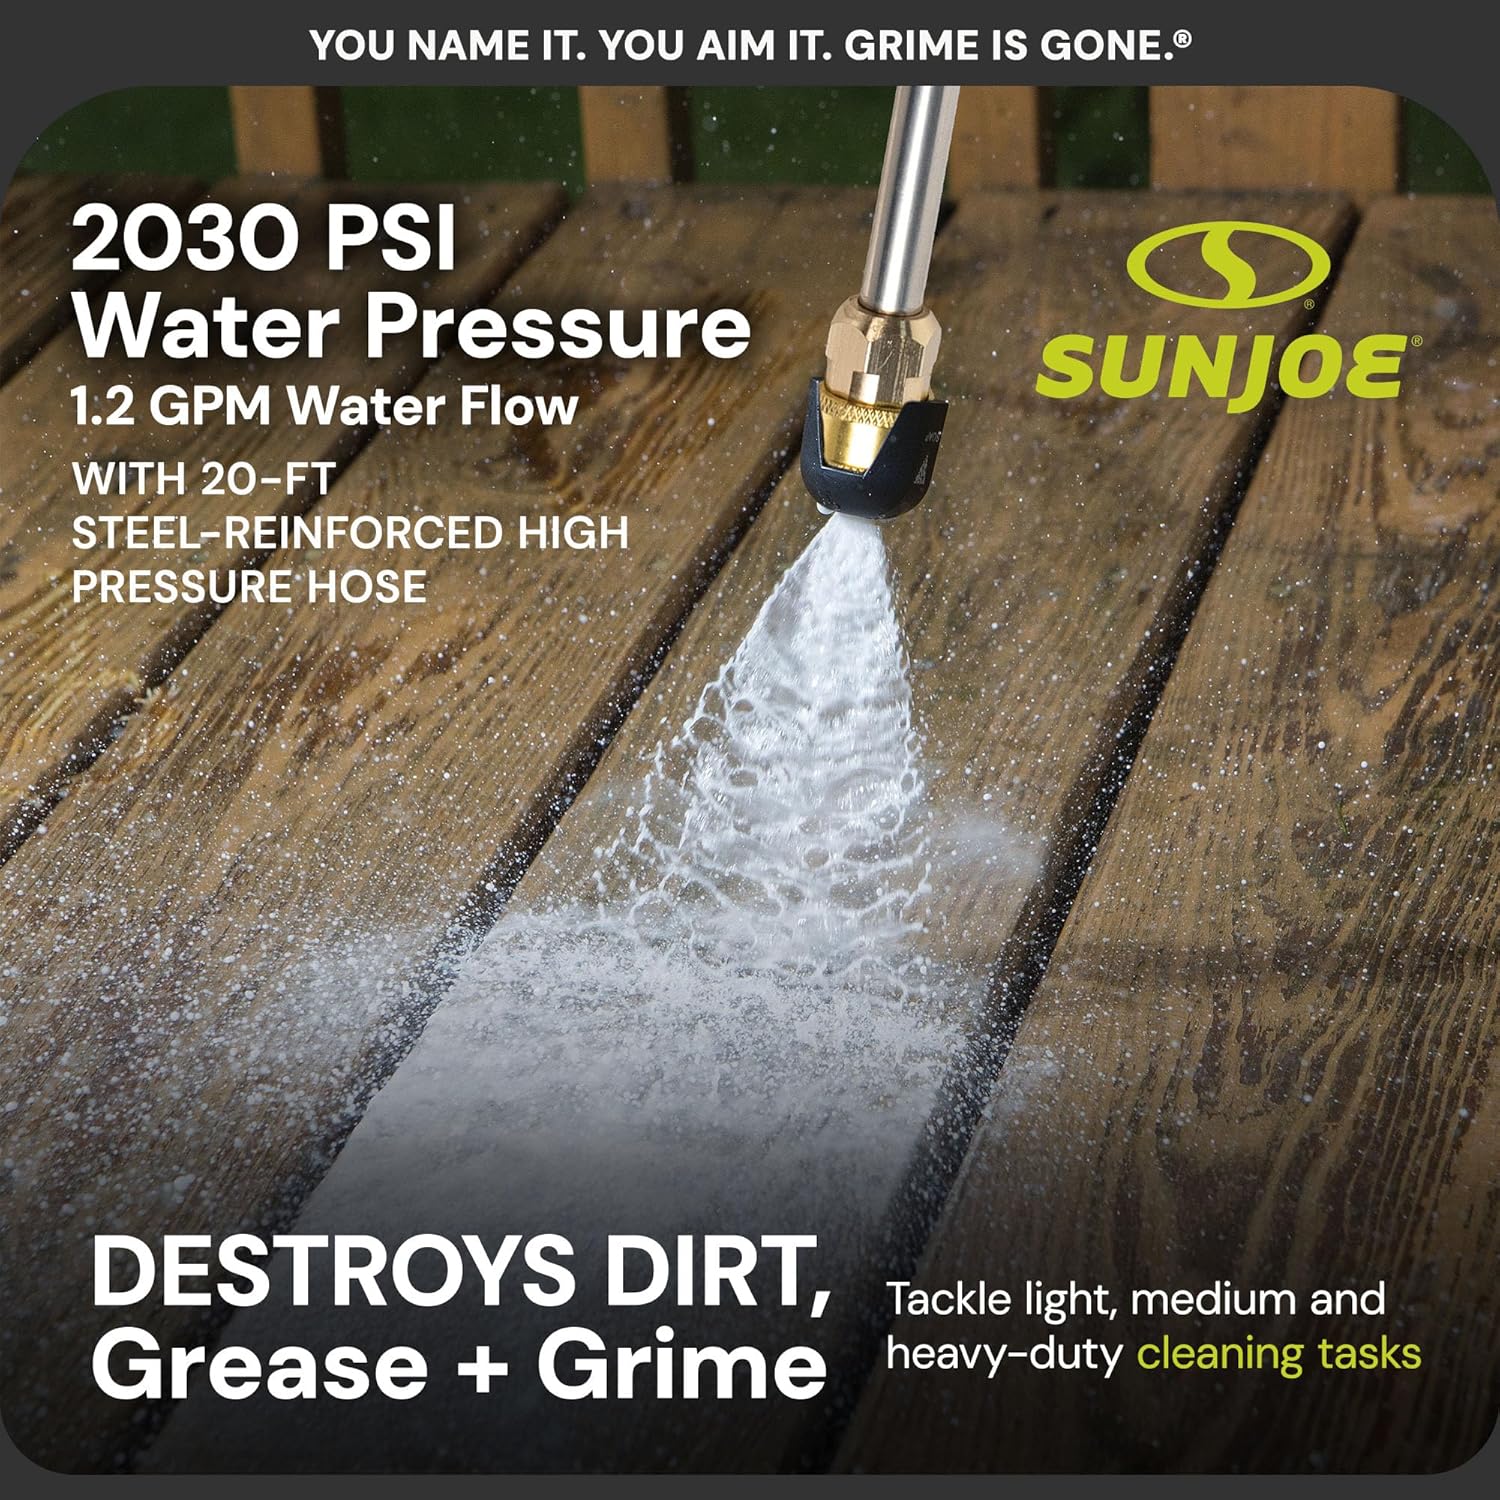 YOU NAME IT. YOU AIM IT. GRIME IS GONE.®
2030 PSI
Water Pressure
1.2 GPM Water Flow
WITH 20-FT
STEEL-REINFORCED HIGH
PRESSURE HOSE
®
SUNJOE®
DESTROYS DIRT,
Grease + Grime
Tackle light, medium and
heavy-duty cleaning tasks